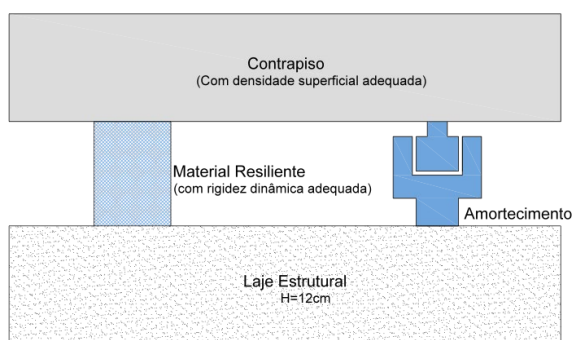 Contrapiso
(Com densidade superficial adequada)
Material Resiliente
(com rigidez dinâmica adequada)
Amortecimento
Laje Estrutural
H=12cm